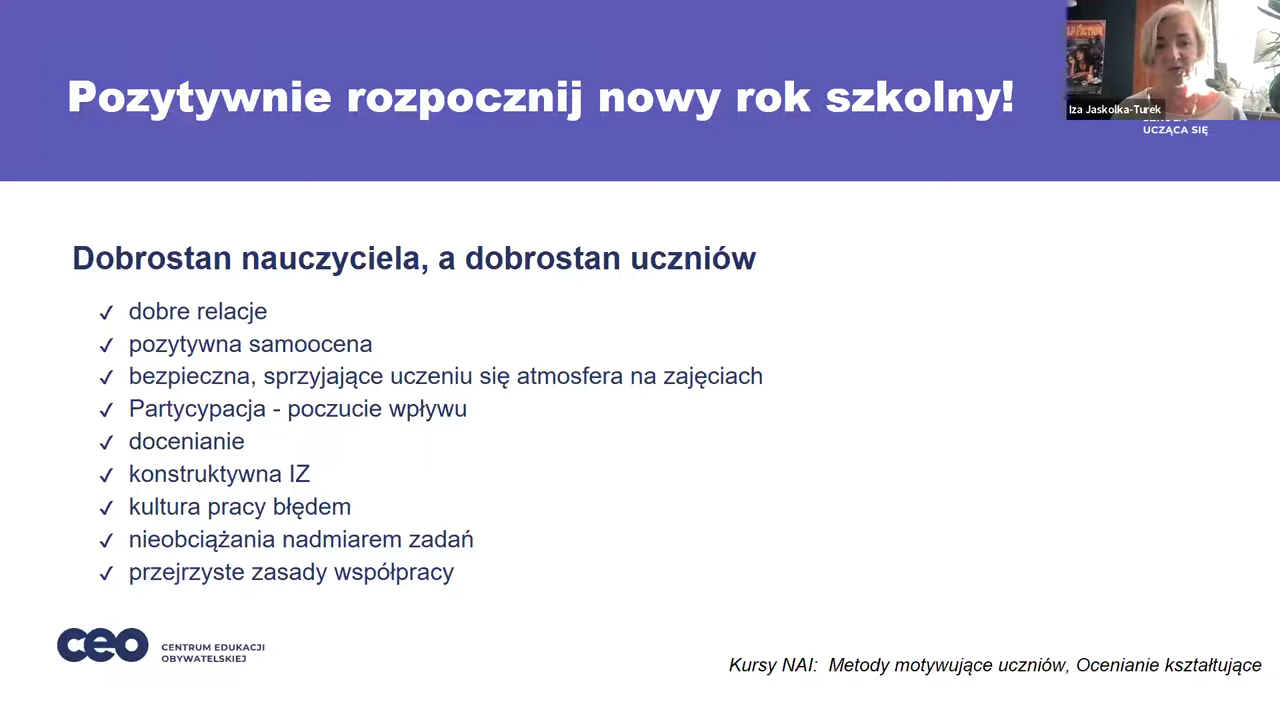 Pozytywnie rozpocznij nowy rok szkolny!
Iza Jaskolka-Turek
UCZĄCA SIĘ
Dobrostan nauczyciela, a dobrostan uczniów
✓ dobre relacje
✓ pozytywna samoocena
✓ bezpieczna, sprzyjające uczeniu się atmosfera na zajęciach
✓ Partycypacja - poczucie wpływu
✓ docenianie
✓ konstruktywna IZ
✓ kultura pracy błędem
✓ nieobciążania nadmiarem zadań
✓ przejrzyste zasady współpracy
ceo
CENTRUM EDUKACJI
OBYWATELSKIEJ
Kursy NAI: Metody motywujące uczniów, Ocenianie kształtujące